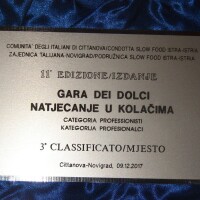 COMUNITA' DEGLI ITALIANI DI CITTANOVA/CONDOTTA SLOW FOOD ISTRA-ISTRIA
ZAJEDNICA TALIJANA NOVIGRAD/PODRUŽNICA SLOW FOOD ISTRA-ISTRIA
11° EDIZIONE/IZDANJE
GARA DEI DOLCI
NATJECANJE U KOLAČIMA
CATEGORIA PROFESSIONISTI
KATEGORIJA PROFESIONALCI
3° CLASSIFICATO/MJESTO
Cittanova-Novigrad, 09.12.2017